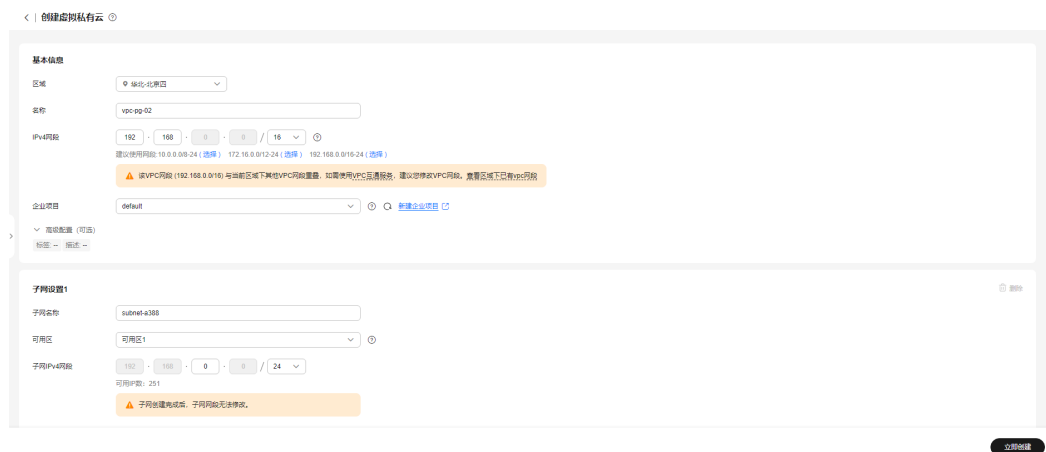 创建虚拟私有云
基本信息
区域 华北-北京四
名称 vpc-pg-02
IPv4网段 192 · 168 · 0 · 0 / 16
建议使用网段:10.0.0.0/8-24 ( 选择 ) 172.16.0.0/12-24 ( 选择 ) 192.168.0.0/16-24 ( 选择 )
该VPC网段 (192.168.0.0/16) 与当前区域下其他VPC网段重叠，如需使用VPC互通服务，建议您修改VPC网段。查看区域下已有vpc网段
企业项目 default 新建企业项目
高级配置（可选）
标签: -- 描述: --
子网设置1 删除
子网名称 subnet-a388
可用区 可用区1
子网IPv4网段 192 · 168 · 0 · 0 / 24
可用IP数：251
子网创建完成后，子网网段无法修改。
立即创建